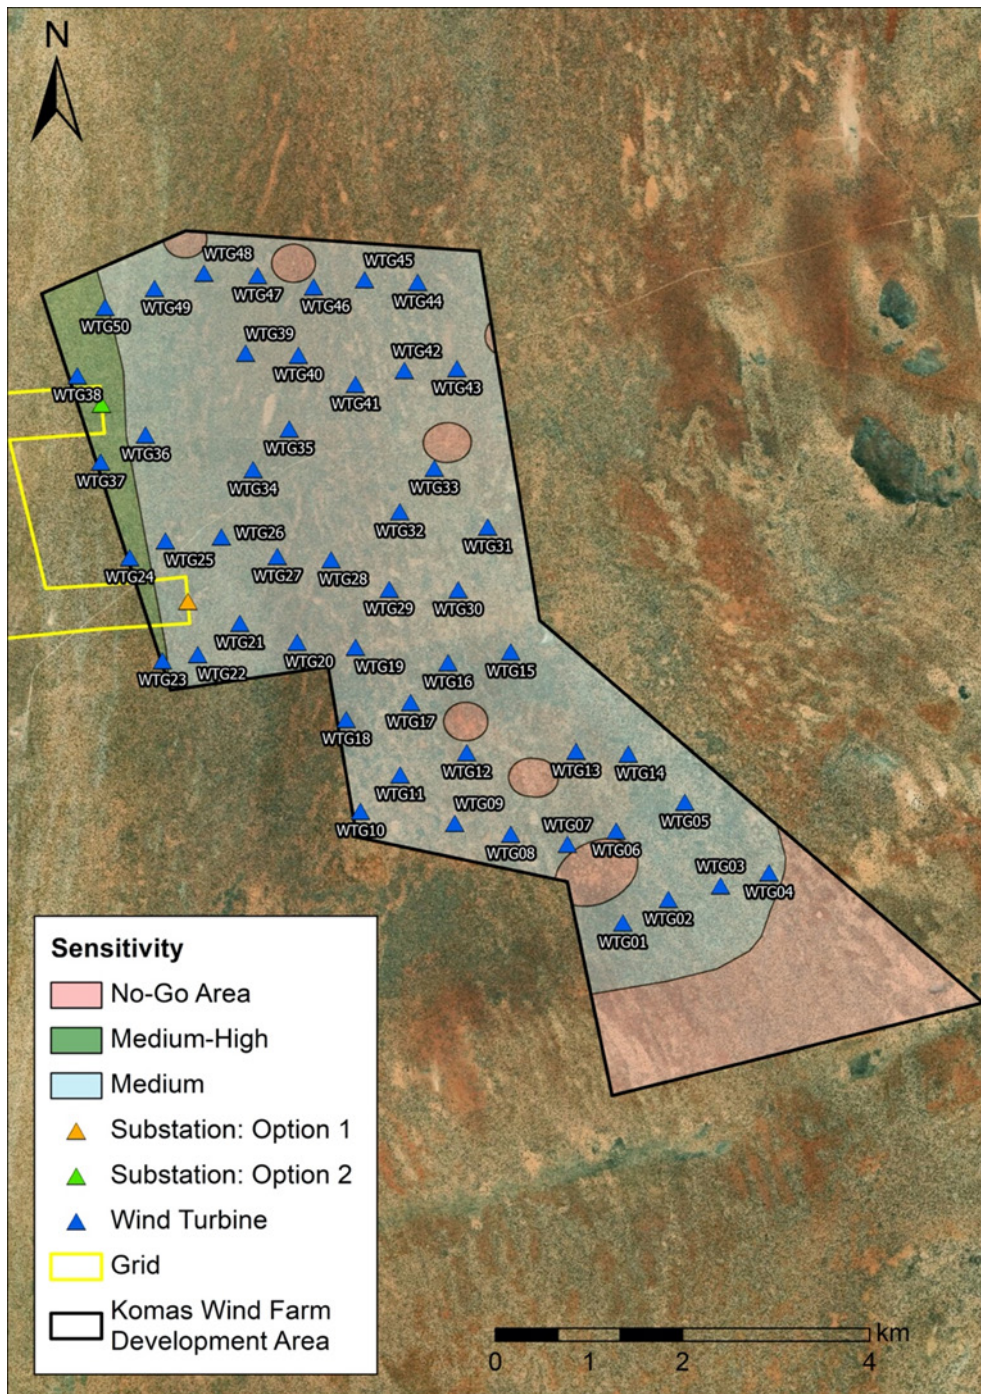 N
WTG48
WTG45
WTG49
WTG47
WTG46
WTG44
WTG50
WTG39
WTG42
WTG40
WTG43
WTG38
WTG41
WTG36
WTG35
WTG37
WTG34
WTG33
WTG26
WTG32
WTG31
WTG25
WTG24
WTG27
WTG28
WTG29
WTG30
WTG21
WTG20
WTG19
WTG15
WTG23
WTG22
WTG16
WTG17
WTG18
WTG12
WTG13
WTG14
WTG11
WTG09
WTG05
WTG10
WTG07
WTG08
WTG06
WTG03
WTG04
WTG02
WTG01
Sensitivity
No-Go Area
Medium-High
Medium
Substation: Option 1
Substation: Option 2
Wind Turbine
Grid
Komas Wind Farm
Development Area
km
0 1 2 4